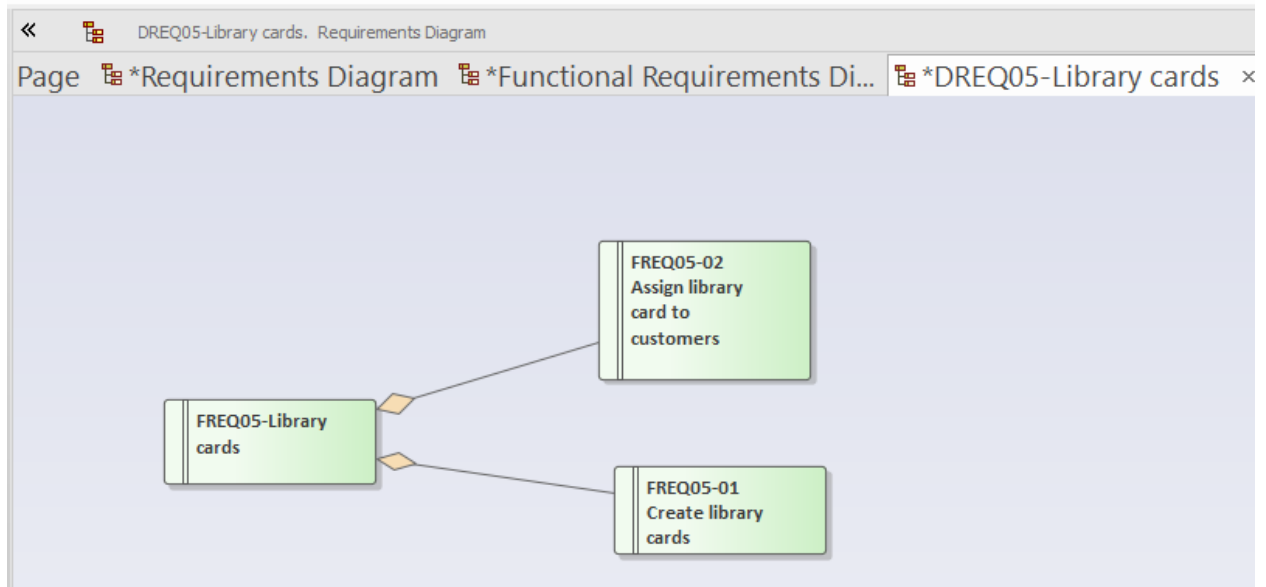 « DREQ05-Library cards. Requirements Diagram
Page *Requirements Diagram *Functional Requirements Di... *DREQ05-Library cards ×
FREQ05-02
Assign library
card to
customers
FREQ05-Library
cards
FREQ05-01
Create library
cards